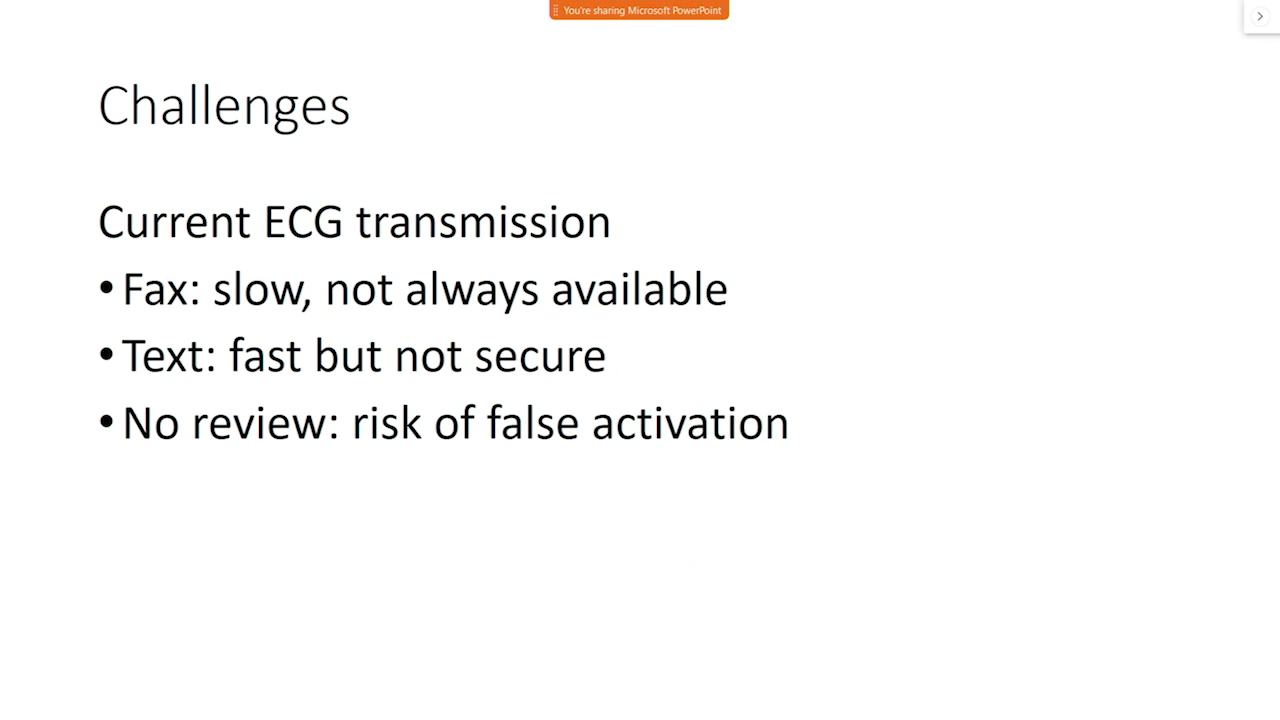 You're sharing Microsoft PowerPoint
Challenges
Current ECG transmission
• Fax: slow, not always available
• Text: fast but not secure
• No review: risk of false activation